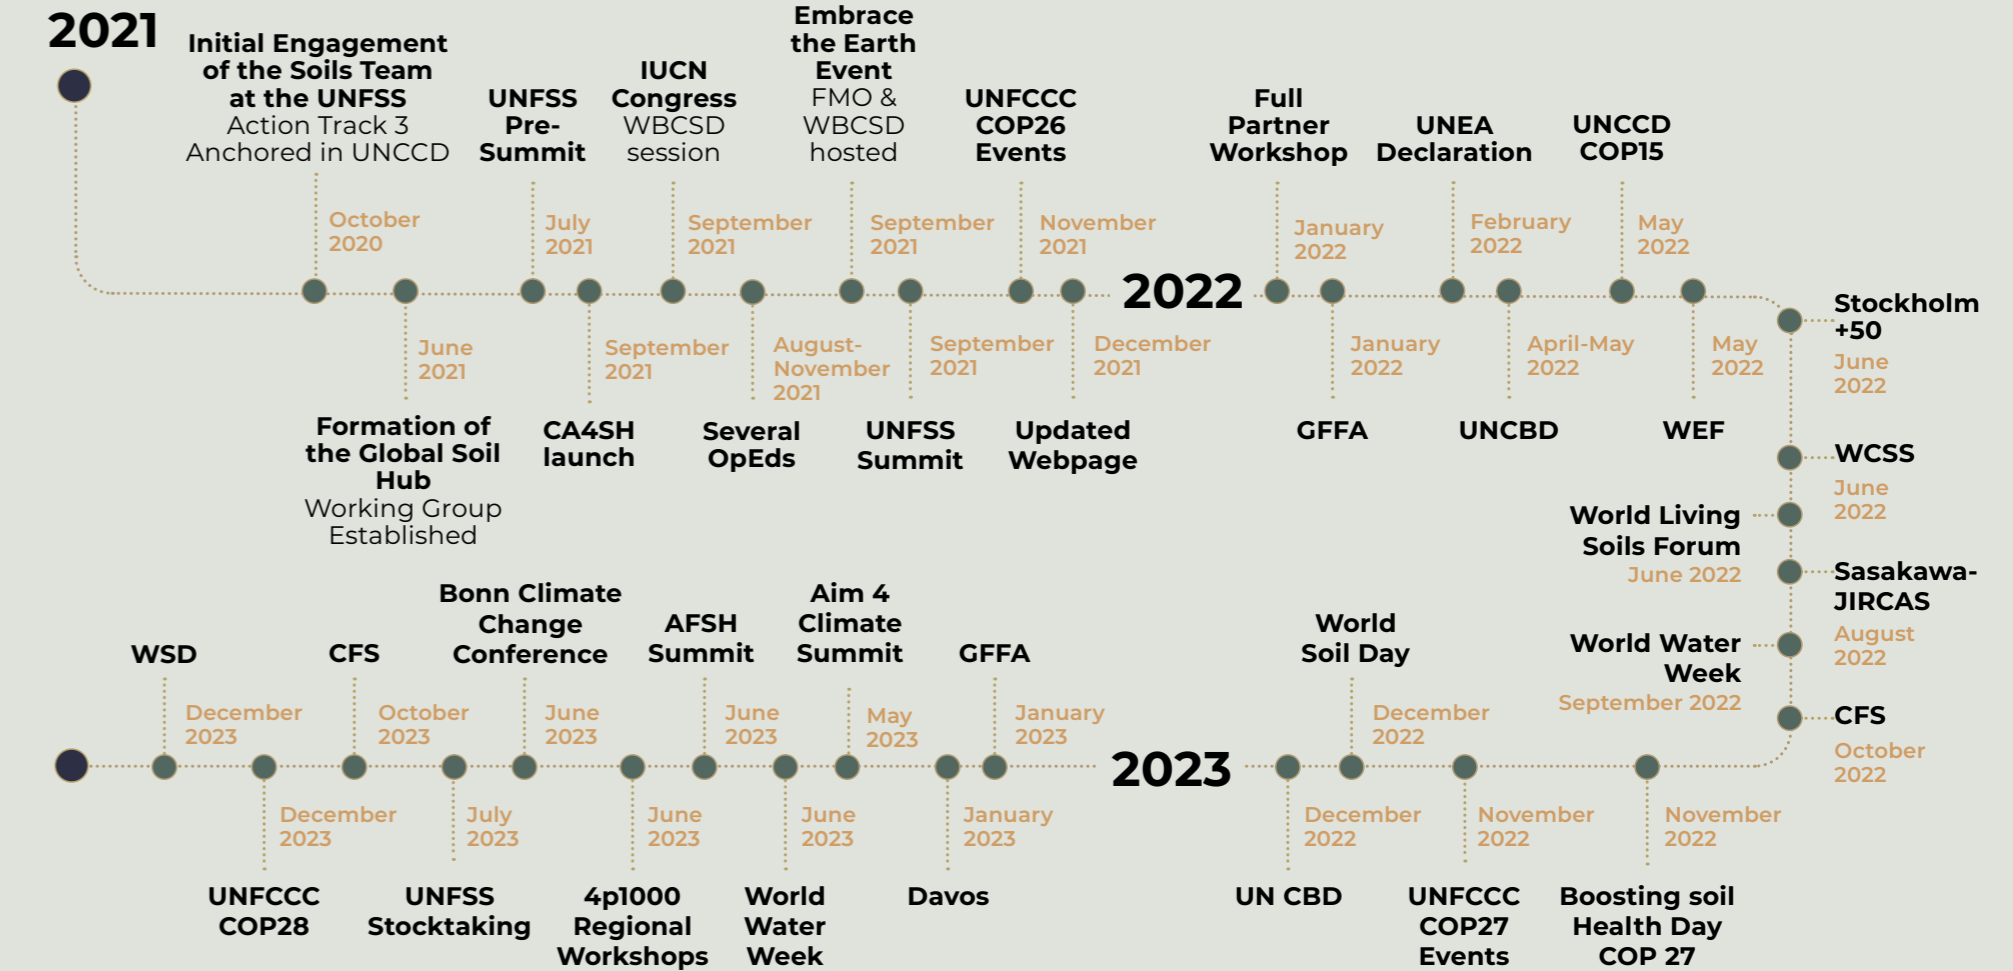 2021
Initial Engagement
of the Soils Team
at the UNFSS
Action Track 3
Anchored in UNCCD
October
2020
June
2021
Formation of
the Global Soil
Hub
Working Group
Established
UNFSS
Pre-
Summit
July
2021
September
2021
CA4SH
launch
IUCN
Congress
WBCSD
session
September
2021
August-
November
2021
Several
OpEds
Embrace
the Earth
Event
FMO &
WBCSD
hosted
September
2021
September
2021
UNFSS
Summit
UNFCCC
COP26
Events
November
2021
December
2021
Updated
Webpage
2022
Full
Partner
Workshop
January
2022
January
2022
GFFA
UNEA
Declaration
February
2022
April-May
2022
UNCBD
UNCCD
COP15
May
2022
May
2022
WEF
Stockholm
+50
June
2022
WCSS
June
2022
World Living
Soils Forum
June 2022
Sasakawa-
JIRCAS
August
2022
World Water
Week
September 2022
CFS
October
2022
November
2022
Boosting soil
Health Day
COP 27
November
2022
UNFCCC
COP27
Events
World
Soil Day
December
2022
December
2022
UN CBD
2023
GFFA
January
2023
January
2023
Davos
Aim 4
Climate
Summit
May
2023
June
2023
World
Water
Week
AFSH
Summit
June
2023
June
2023
4p1000
Regional
Workshops
Bonn Climate
Change
Conference
June
2023
July
2023
UNFSS
Stocktaking
CFS
October
2023
December
2023
UNFCCC
COP28
WSD
December
2023